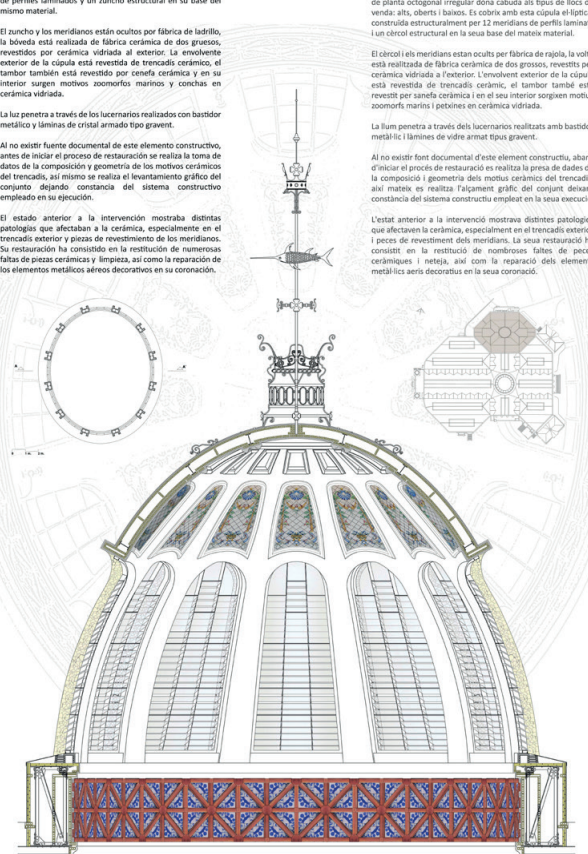 de perfiles laminados y un zuncho estructural en su base del
mismo material.
El zuncho y los meridianos están ocultos por fábrica de ladrillo,
la bóveda está realizada de fábrica cerámica de dos gruesos,
revestidos por cerámica vidriada al exterior. La envolvente
exterior de la cúpula está revestida de trencadís cerámico, el
tambor también está revestido por cenefa cerámica y en su
interior surgen motivos zoomorfos marinos y conchas en
cerámica vidriada.
La luz penetra a través de los lucernarios realizados con bastidor
metálico y láminas de cristal armado tipo gravent.
Al no existir fuente documental de este elemento constructivo,
antes de iniciar el proceso de restauración se realiza la toma de
datos de la composición y geometría de los motivos cerámicos
del trencadís, así mismo se realiza el levantamiento gráfico del
conjunto dejando constancia del sistema constructivo
empleado en su ejecución.
El estado anterior a la intervención mostraba distintas
patologías que afectaban a la cerámica, especialmente en el
trencadís exterior y piezas de revestimiento de los meridianos.
Su restauración ha consistido en la restitución de numerosas
faltas de piezas cerámicas y limpieza, así como la reparación de
los elementos metálicos aéreos decorativos en su coronación.
de planta octogonal irregular dona cabuda als tipus de llocs d
venda: alts, oberts i baixos. Es cobrix amb esta cúpula el·líptic
construïda estructuralment per 12 meridians de perfils lamina
i un cèrcol estructural en la seua base del mateix material.
El cèrcol i els meridians estan ocults per fàbrica de rajola, la volt
està realitzada de fàbrica ceràmica de dos grossos, revestits pe
ceràmica vidriada a l'exterior. L'envolvent exterior de la cúpu
està revestida de trencadís ceràmic, el tambor també est
revestit per sanefa ceràmica i en el seu interior sorgixen motiu
zoomorfs marins i petxines en ceràmica vidriada.
La llum penetra a través dels lucernaris realitzats amb bastido
metàl·lic i làmines de vidre armat tipus gravent.
Al no existir font documental d'este element constructiu, aban
d'iniciar el procés de restauració es realitza la presa de dades d
la composició i geometria dels motius ceràmics del trencadí
així mateix es realitza l'alçament gràfic del conjunt deixan
constància del sistema constructiu empleat en la seua execuci
L'estat anterior a la intervenció mostrava distintes patologie
que afectaven la ceràmica, especialment en el trencadís exterio
i peces de revestiment dels meridians. La seua restauració h
consistit en la restitució de nombroses faltes de pece
ceràmiques i neteja, així com la reparació dels element
metàl·lics aeris decoratius en la seua coronació.